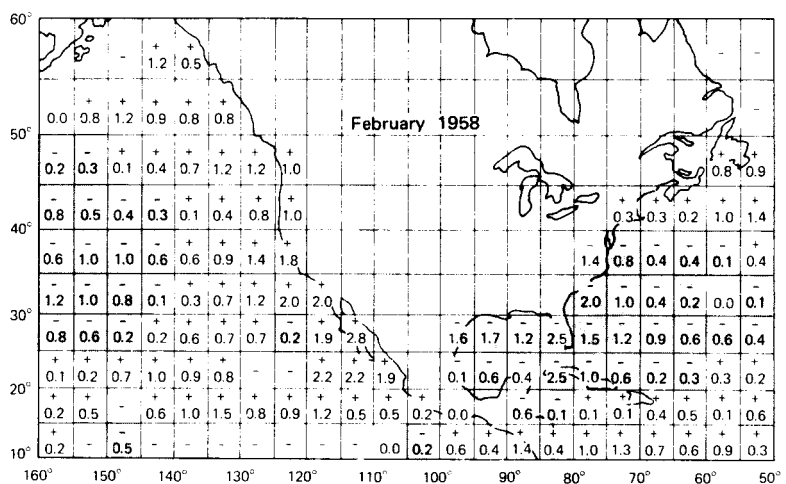 60°
- + + - -
1.2 0.5
+ + + + + -
0.0 0.8 1.2 0.9 0.8 0.8
February 1958
50°
- - + + + + + + + +
0.2 0.3 0.1 0.4 0.7 1.2 1.2 1.0 0.8 0.9
- - - - + + + + + + + + +
0.8 0.5 0.4 0.3 0.1 0.4 0.8 1.0 0.3 0.3 0.2 1.0 1.4
40°
- - - - + + + + - - - - - +
0.6 1.0 1.0 0.6 0.6 0.9 1.4 1.8 1.4 0.8 0.4 0.4 0.1 0.4
- - - - + + + + + - - - - -
1.2 1.0 0.8 0.1 0.3 0.7 1.2 2.0 2.0 2.0 1.0 0.4 0.2 0.0 0.1
30°
- - - + + + + - + + - - - - - - - - - -
0.8 0.6 0.2 0.2 0.6 0.7 0.7 0.2 1.9 2.8 1.6 1.7 1.2 2.5 1.5 1.2 0.9 0.6 0.6 0.4
+ + + + + + - - + + + - - - - - - - - + +
0.1 0.2 0.7 1.0 0.9 0.8 2.2 2.2 1.9 0.1 0.6 0.4 2.5 1.0 0.6 0.2 0.3 0.3 0.2
20°
+ + - + + + + + + + + + - - + + + + + +
0.2 0.5 0.6 1.0 1.5 0.8 0.9 1.2 0.5 0.5 0.2 0.0 0.6 0.1 0.1 0.1 0.4 0.5 0.1 0.6
+ - - - - - - - - - + + + + + + + + + +
0.2 0.5 0.0 0.2 0.6 0.4 1.4 0.4 1.0 1.3 0.7 0.6 0.9 0.3
10°
160° 150° 140° 130° 120° 110° 100° 90° 80° 70° 60° 50°